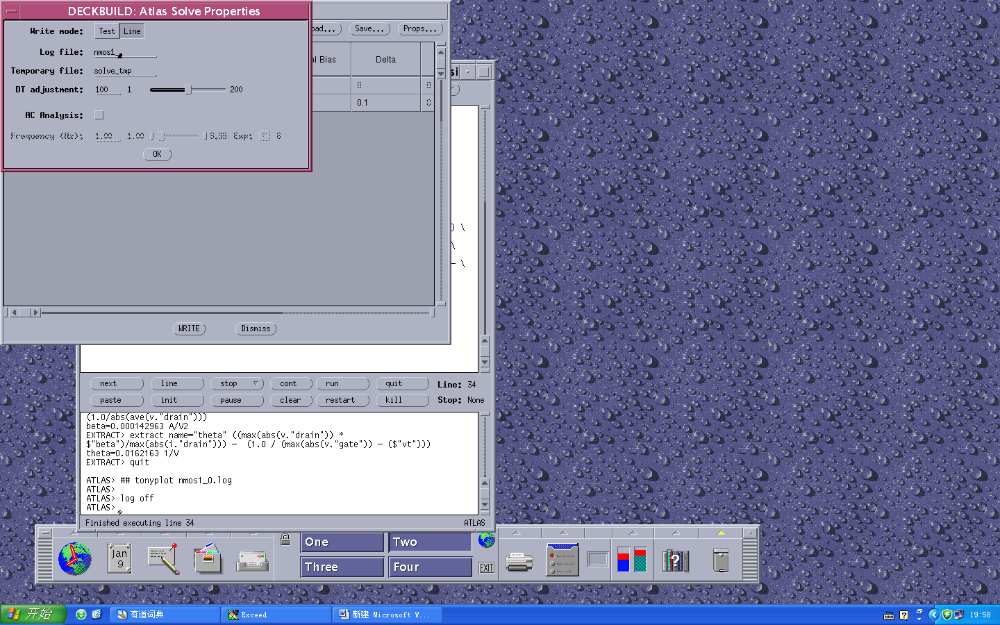 DECKBUILD: Atlas Solve Properties
Write mode: Test Line
Log file: nmos1_
Temporary file: solve_tmp
DT adjustment: 100 1 200
AC Analysis:
Frequency (Hz): 1.00 1.00 9.99 Exp: 6
OK
oad... Save... Props...
al Bias Delta
0 0
0.1 0
si
0 \
\
— \
WRITE Dismiss
next line stop cont run quit Line: 34
paste init pause clear restart kill Stop: None
(1.0/abs(ave(v."drain")))
beta=0.000142963 A/V2
EXTRACT> extract name="theta" ((max(abs(v."drain")) *
$"beta")/max(abs(i."drain"))) — (1.0 / (max(abs(v."gate")) — ($"vt")))
theta=0.0162163 1/V
EXTRACT> quit
ATLAS> ## tonyplot nmos1_0.log
ATLAS>
ATLAS> log off
ATLAS>
Finished executing line 34 ATLAS
Jan
9
One Two
Three Four
EXIT
?
开始 有道词典 Exceed 新建 Microsoft W... 19:58